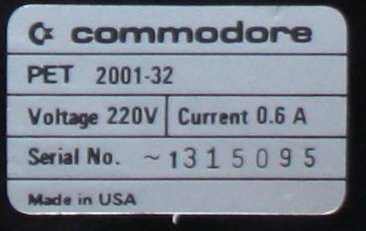 commodore
PET 2001-32
Voltage 220V Current 0.6 A
Serial No. ~1315095
Made in USA